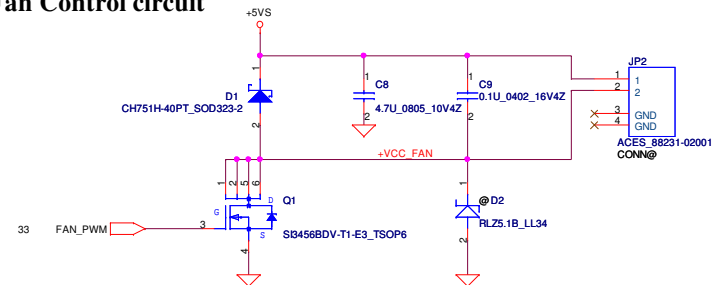 an Control circuit
+5VS
JP2
1
1
1
C8
1
C9
1
1
2
2
D1
CH751H-40PT_SOD323-2
4.7U_0805_10V4Z
0.1U_0402_16V4Z
2
2
2
3
GND
4
GND
ACES_88231-02001
CONN@
+VCC_FAN
1
2
5
6
1
D
Q1
@ D2
G
33
FAN_PWM
3
RLZ5.1B_LL34
S
SI3456BDV-T1-E3_TSOP6
2
4